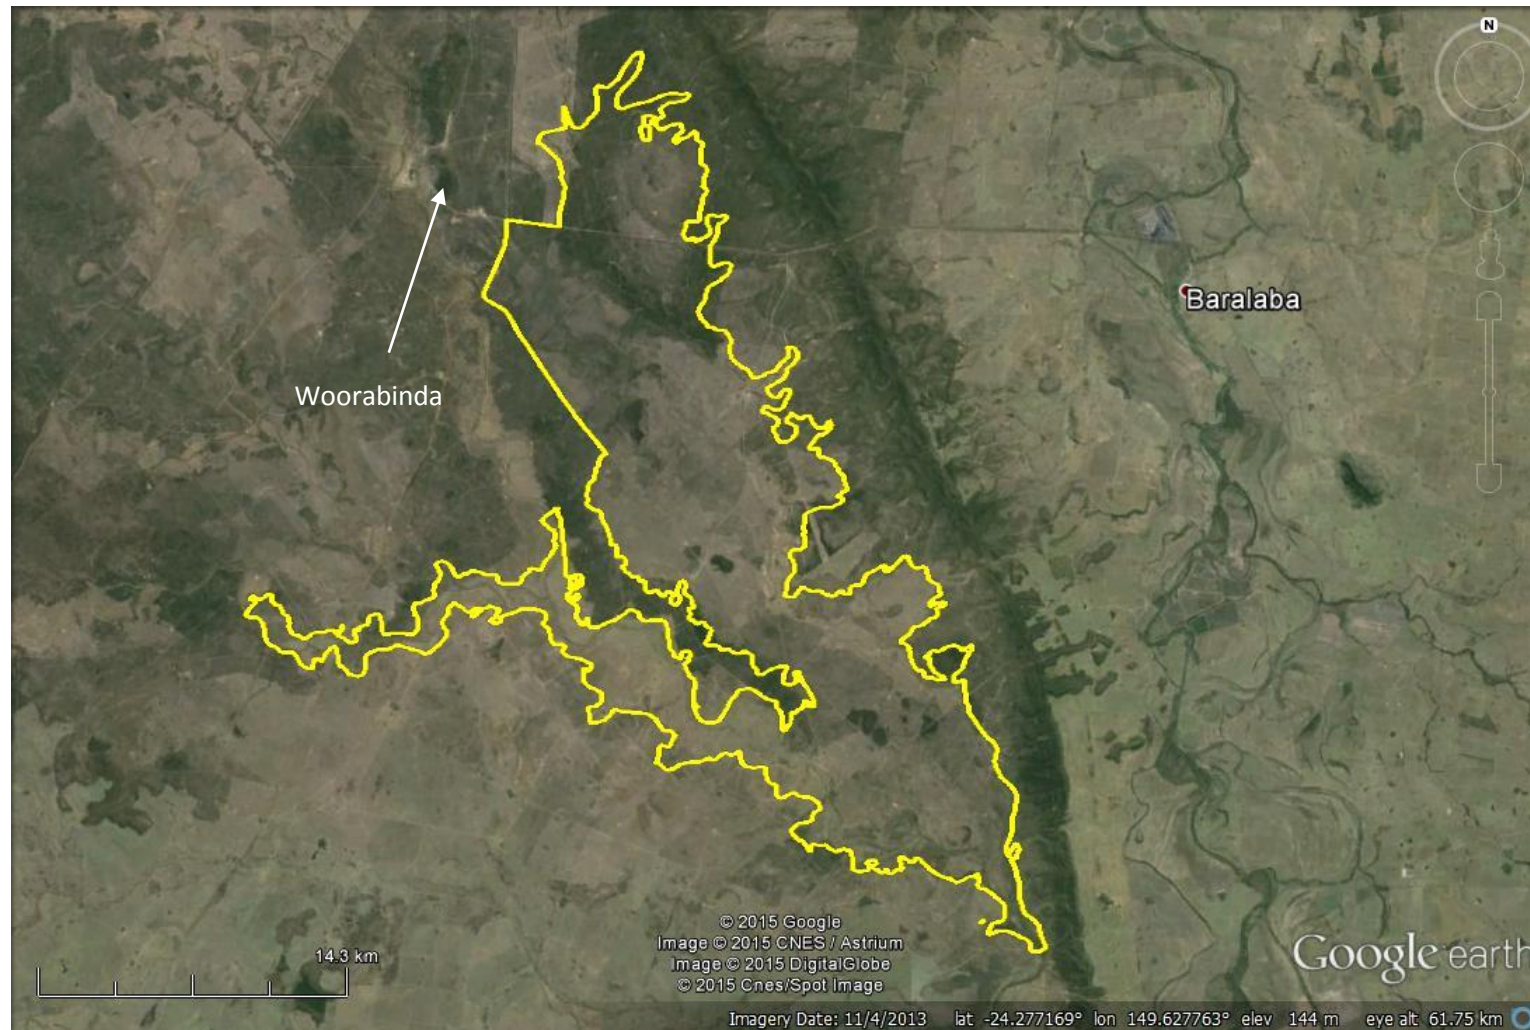 N
Baralaba
Woorabinda
© 2015 Google
Image © 2015 CNES / Astrium
Image © 2015 DigitalGlobe
© 2015 Cnes/Spot Image
14.3 km
Google earth
Imagery Date: 11/4/2013 lat -24.277169° lon 149.627763° elev 144 m eye alt 61.75 km